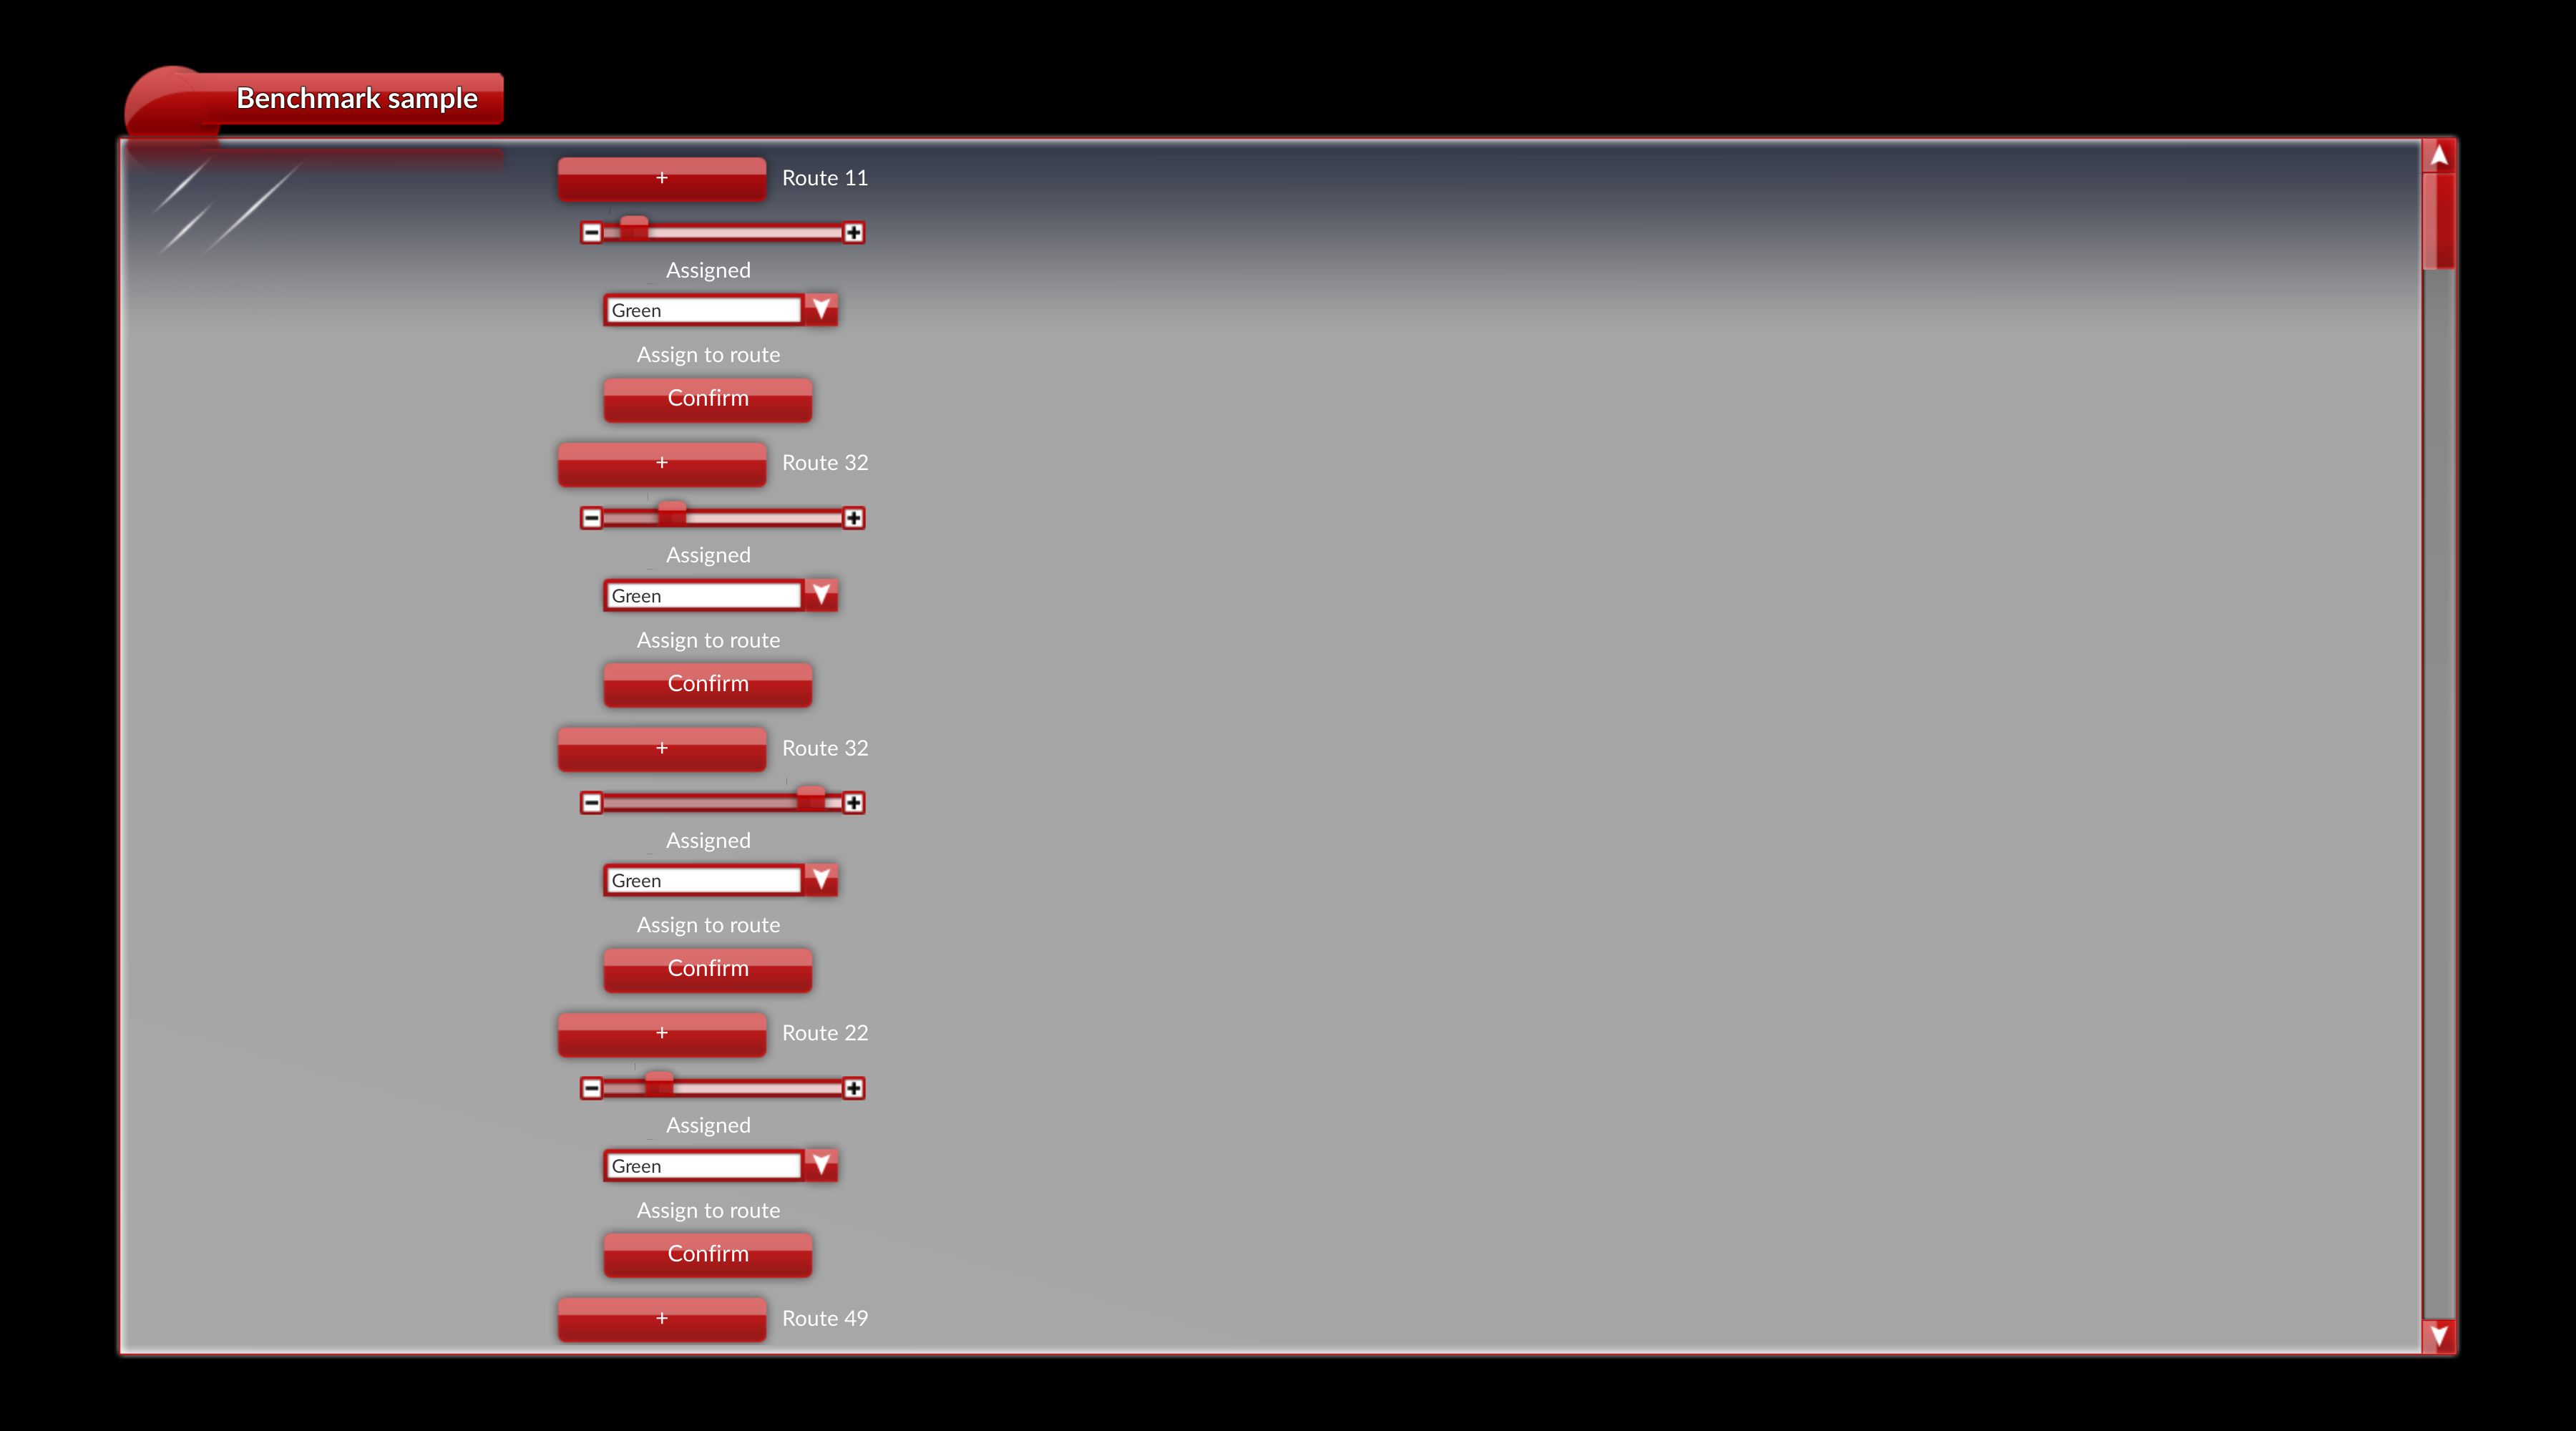 Benchmark sample
+ Route 11
Assigned
Green
Assign to route
Confirm
+ Route 32
Assigned
Green
Assign to route
Confirm
+ Route 32
Assigned
Green
Assign to route
Confirm
+ Route 22
Assigned
Green
Assign to route
Confirm
+ Route 49